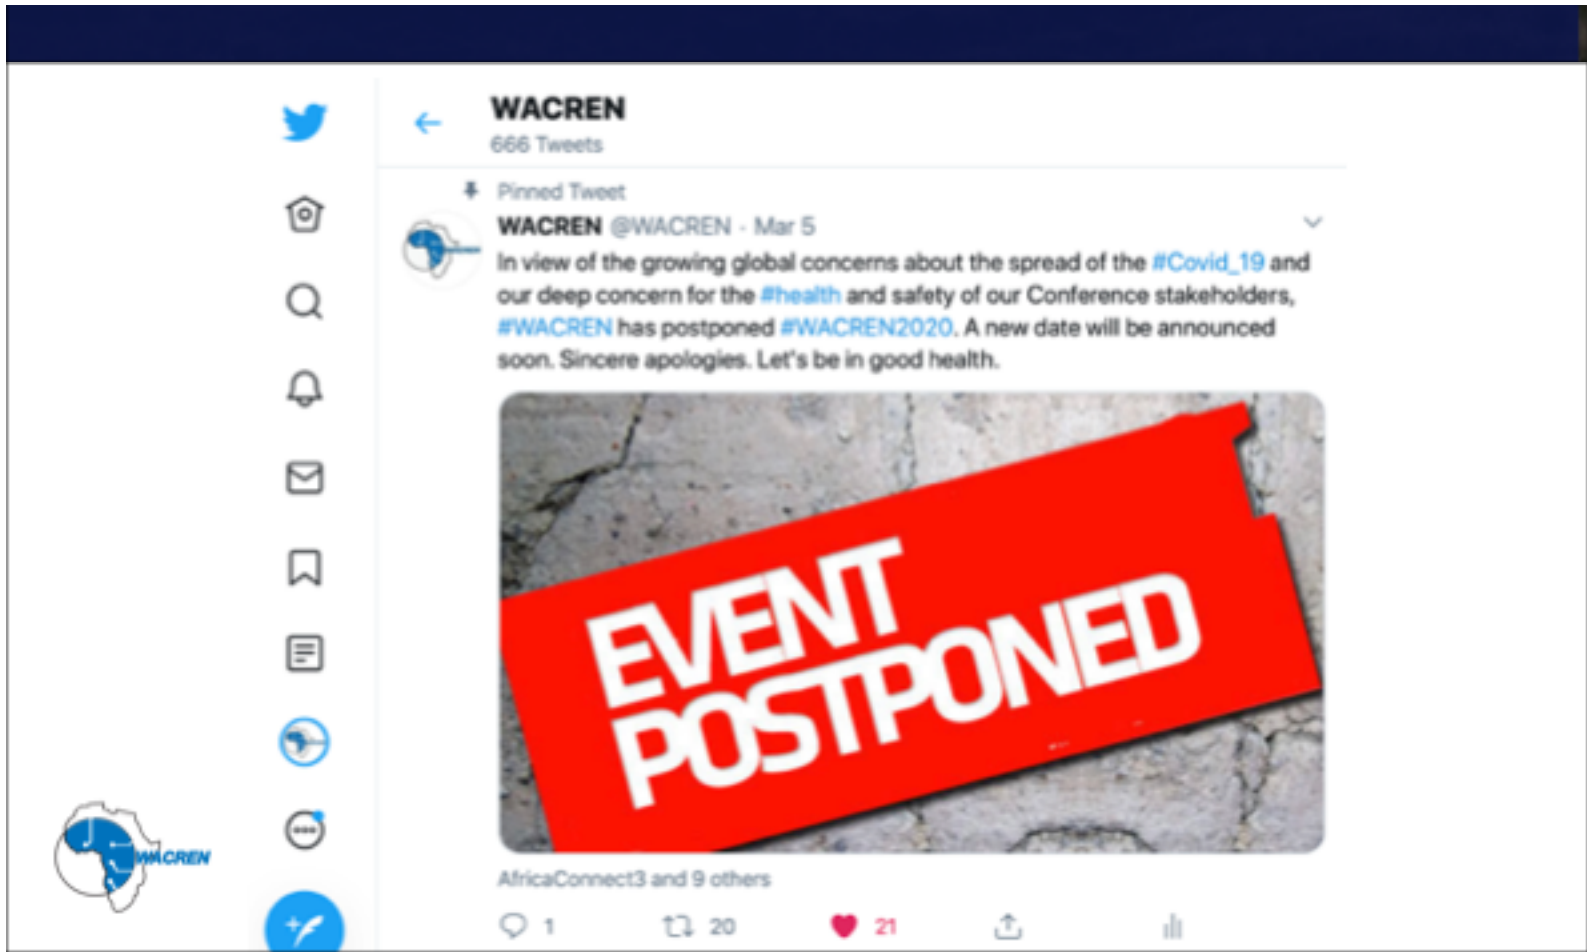 WACREN
666 Tweets
Pinned Tweet
WACREN @WACREN · Mar 5
In view of the growing global concerns about the spread of the #Covid_19 and
our deep concern for the #health and safety of our Conference stakeholders,
#WACREN has postponed #WACREN2020. A new date will be announced
soon. Sincere apologies. Let's be in good health.
EVENT
POSTPONED
AfricaConnect3 and 9 others
1 20 21
WACREN